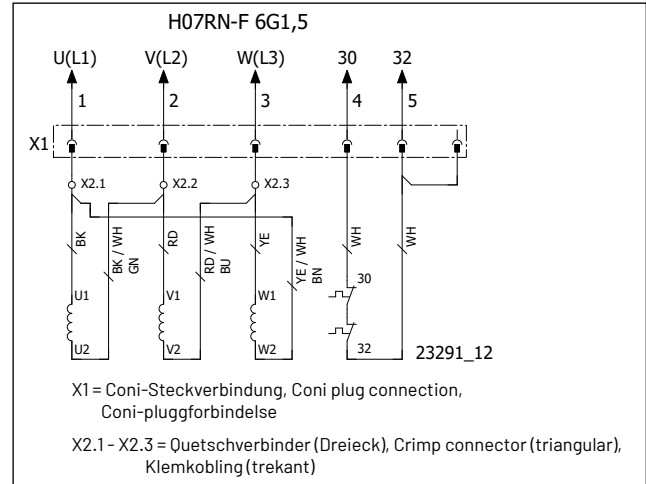 H07RN-F 6G1,5
U(L1) V(L2) W(L3) 30 32
1 2 3 4 5
X1
X2.1 X2.2 X2.3
BK BK / WH GN RD RD / WH BU YE YE / WH BN WH WH
30
U1 V1 W1
U2 V2 W2 32 23291_12
X1 = Coni-Steckverbindung, Coni plug connection,
Coni-pluggforbindelse
X2.1 - X2.3 = Quetschverbinder (Dreieck), Crimp connector (triangular),
Klemkobling (trekant)